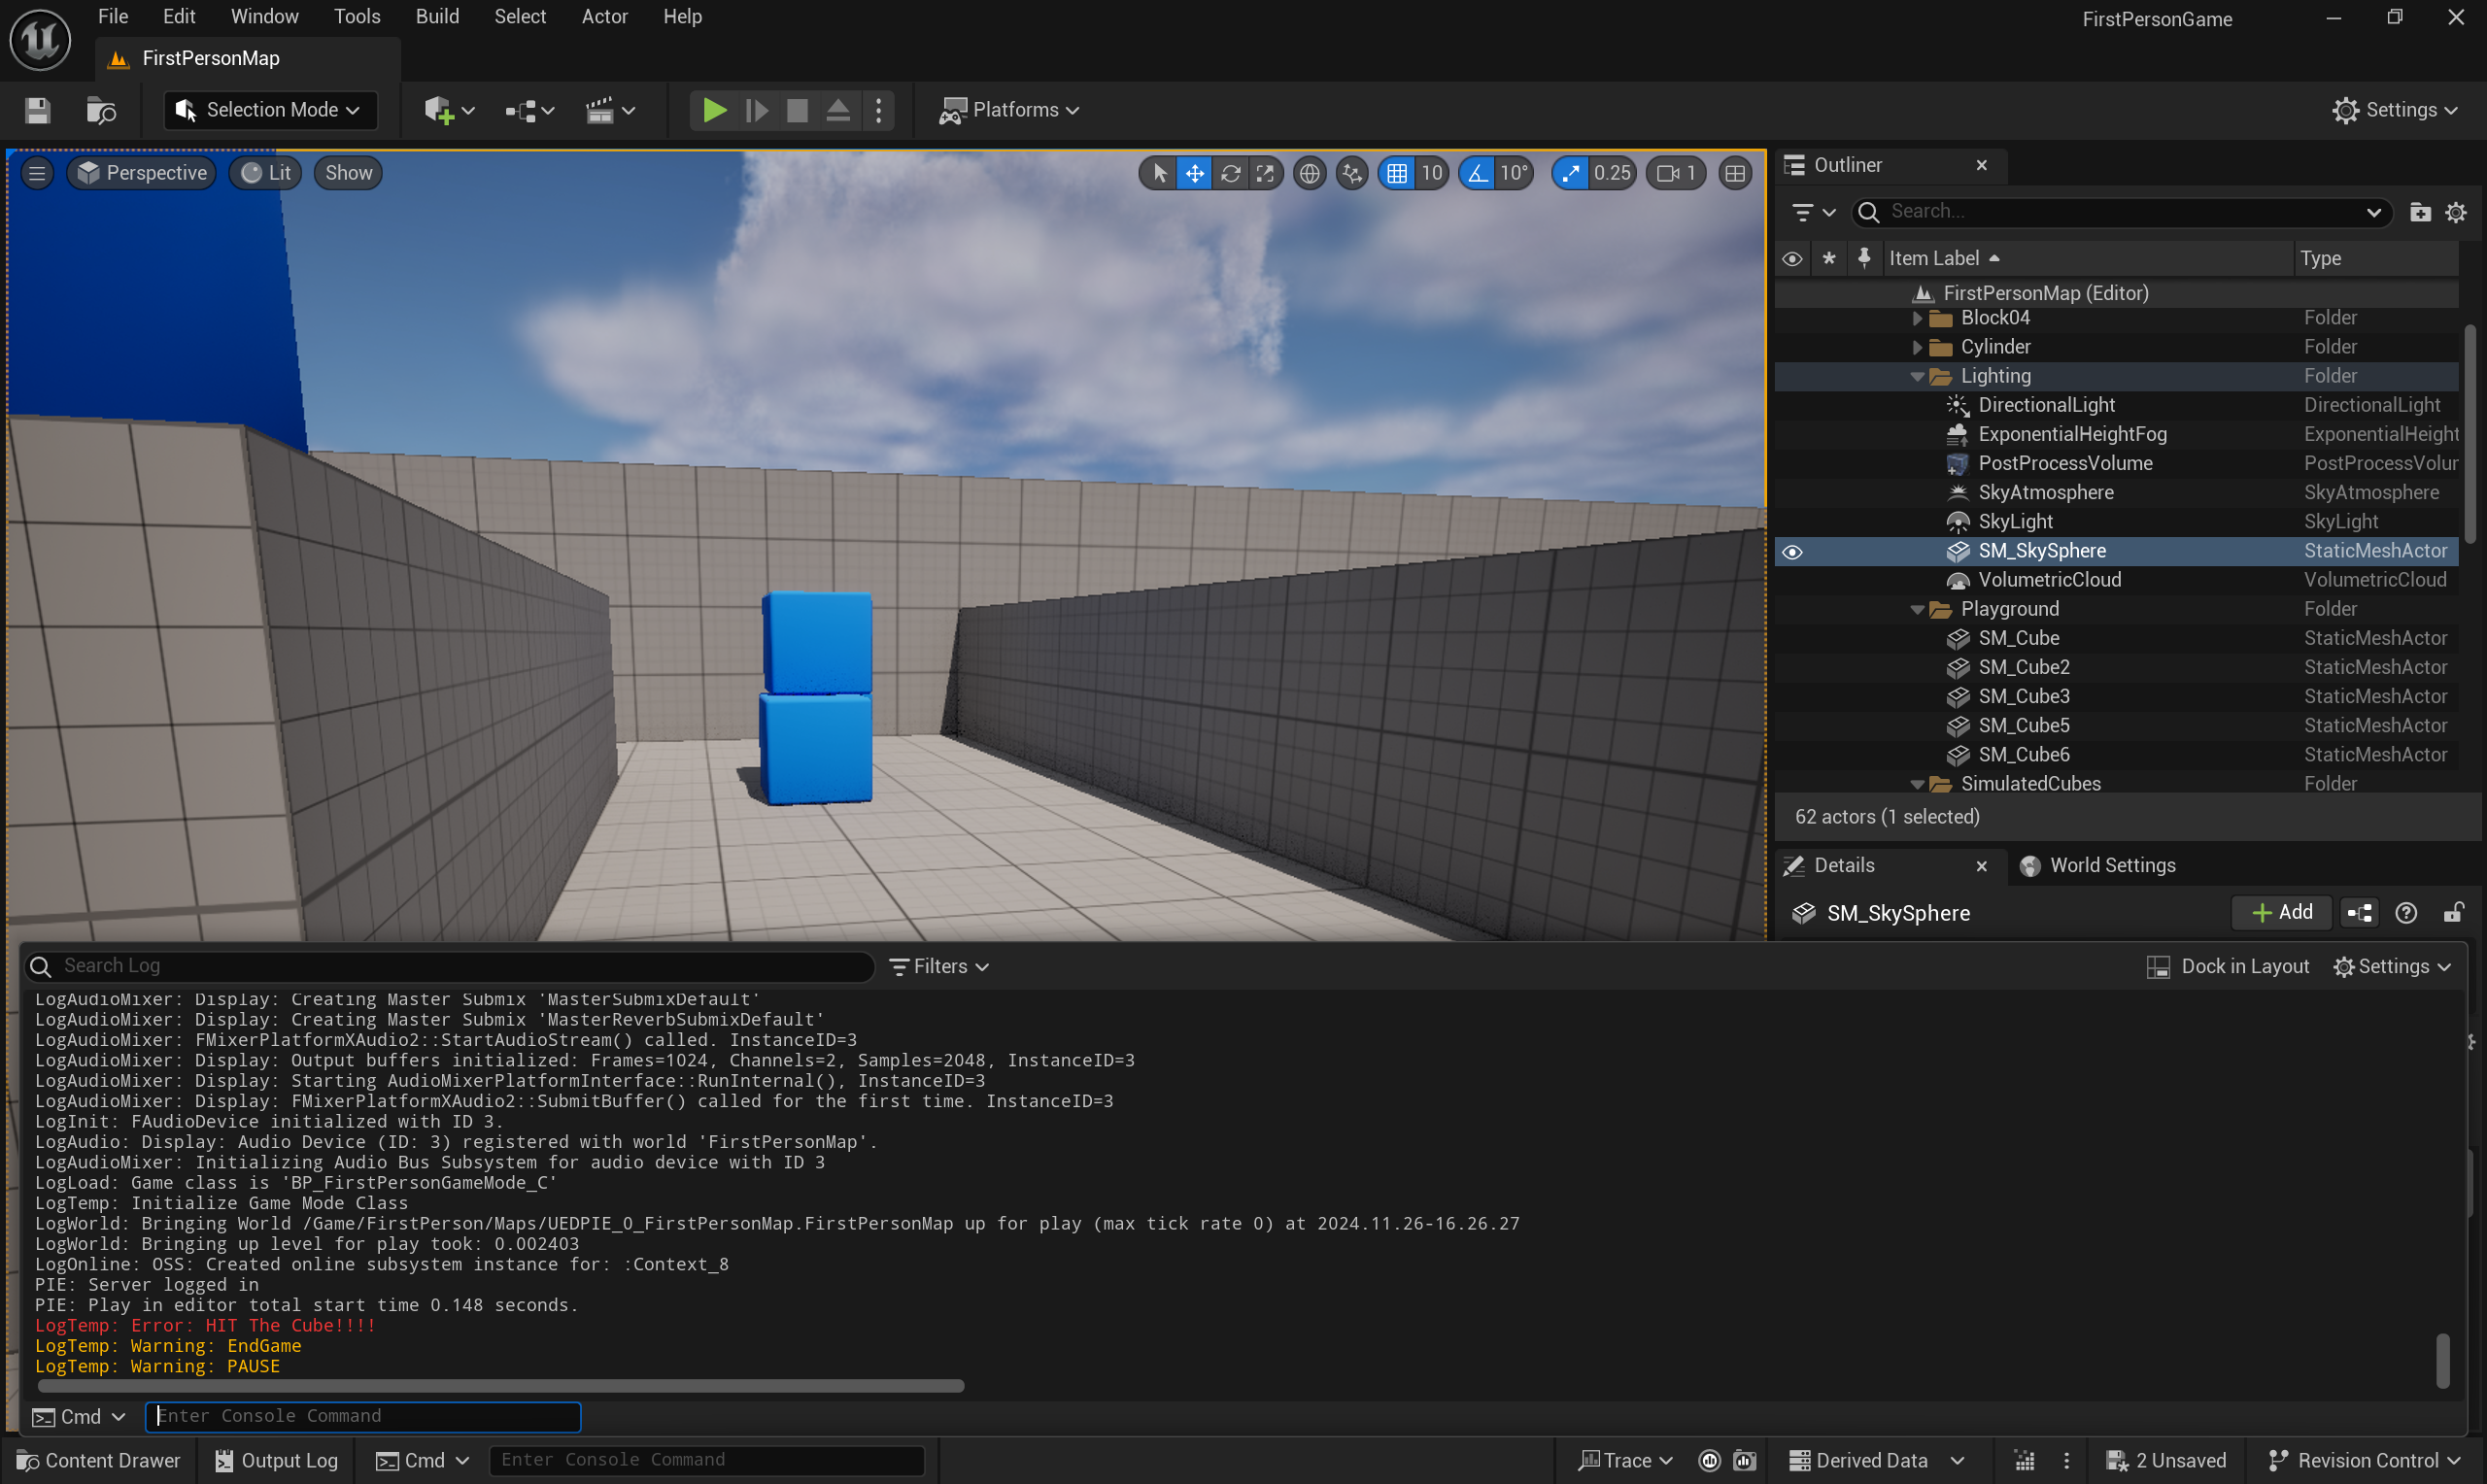 File Edit Window Tools Build Select Actor Help
FirstPersonGame
FirstPersonMap
Selection Mode
Platforms
Settings
Perspective Lit Show
10 10° 0.25 1
Outliner
Search...
Item Label Type
FirstPersonMap (Editor)
Block04 Folder
Cylinder Folder
Lighting Folder
DirectionalLight DirectionalLight
ExponentialHeightFog ExponentialHeight
PostProcessVolume PostProcessVolur
SkyAtmosphere SkyAtmosphere
SkyLight SkyLight
SM_SkySphere StaticMeshActor
VolumetricCloud VolumetricCloud
Playground Folder
SM_Cube StaticMeshActor
SM_Cube2 StaticMeshActor
SM_Cube3 StaticMeshActor
SM_Cube5 StaticMeshActor
SM_Cube6 StaticMeshActor
SimulatedCubes Folder
62 actors (1 selected)
Details World Settings
SM_SkySphere
Add
Search Log Filters Dock in Layout Settings
LogAudioMixer: Display: Creating Master Submix 'MasterSubmixDefault'
LogAudioMixer: Display: Creating Master Submix 'MasterReverbSubmixDefault'
LogAudioMixer: FMixerPlatformXAudio2::StartAudioStream() called. InstanceID=3
LogAudioMixer: Display: Output buffers initialized: Frames=1024, Channels=2, Samples=2048, InstanceID=3
LogAudioMixer: Display: Starting AudioMixerPlatformInterface::RunInternal(), InstanceID=3
LogAudioMixer: Display: FMixerPlatformXAudio2::SubmitBuffer() called for the first time. InstanceID=3
LogInit: FAudioDevice initialized with ID 3.
LogAudio: Display: Audio Device (ID: 3) registered with world 'FirstPersonMap'.
LogAudioMixer: Initializing Audio Bus Subsystem for audio device with ID 3
LogLoad: Game class is 'BP_FirstPersonGameMode_C'
LogTemp: Initialize Game Mode Class
LogWorld: Bringing World /Game/FirstPerson/Maps/UEDPIE_0_FirstPersonMap.FirstPersonMap up for play (max tick rate 0) at 2024.11.26-16.26.27
LogWorld: Bringing up level for play took: 0.002403
LogOnline: OSS: Created online subsystem instance for: :Context_8
PIE: Server logged in
PIE: Play in editor total start time 0.148 seconds.
LogTemp: Error: HIT The Cube!!!!
LogTemp: Warning: EndGame
LogTemp: Warning: PAUSE
Cmd Enter Console Command
Content Drawer Output Log Cmd Enter Console Command Trace Derived Data 2 Unsaved Revision Control